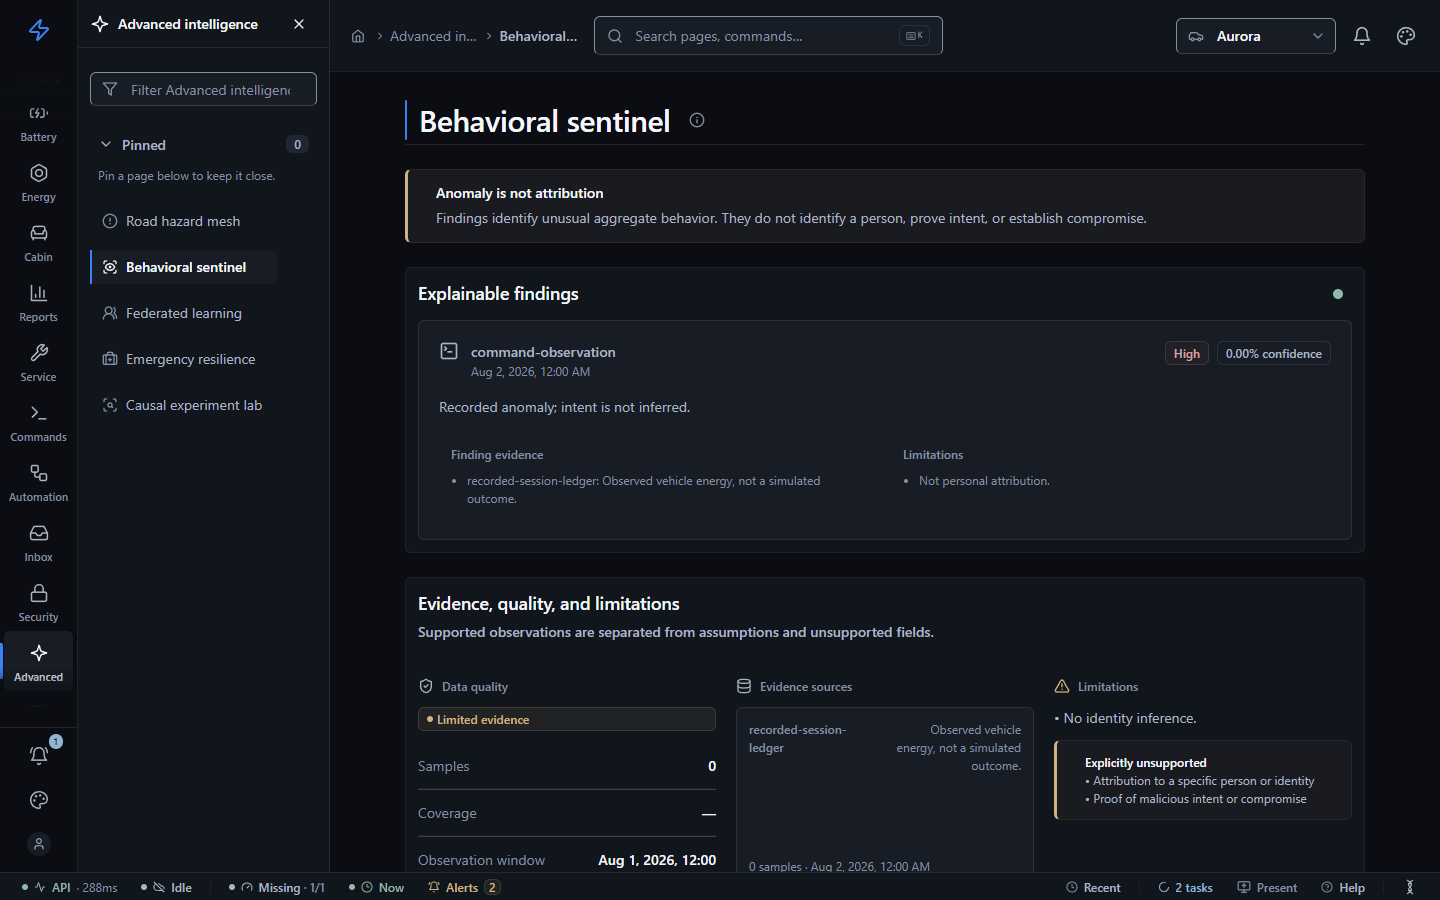 Advanced intelligence
Advanced in...
Behavioral...
Search pages, commands...
K
Aurora
Filter Advanced intelligenc
Battery
Energy
Cabin
Reports
Service
Commands
Automation
Inbox
Security
Advanced
1
Pinned
0
Pin a page below to keep it close.
Road hazard mesh
Behavioral sentinel
Federated learning
Emergency resilience
Causal experiment lab
Behavioral sentinel
Anomaly is not attribution
Findings identify unusual aggregate behavior. They do not identify a person, prove intent, or establish compromise.
Explainable findings
command-observation
High
0.00% confidence
Aug 2, 2026, 12:00 AM
Recorded anomaly; intent is not inferred.
Finding evidence
• recorded-session-ledger: Observed vehicle energy, not a simulated
outcome.
Limitations
• Not personal attribution.
Evidence, quality, and limitations
Supported observations are separated from assumptions and unsupported fields.
Data quality
Limited evidence
Samples 0
Coverage —
Observation window Aug 1, 2026, 12:00
Evidence sources
recorded-session-
ledger
Observed vehicle
energy, not a simulated
outcome.
0 samples · Aug 2, 2026, 12:00 AM
Limitations
• No identity inference.
Explicitly unsupported
• Attribution to a specific person or identity
• Proof of malicious intent or compromise
API · 288ms
Idle
Missing · 1/1
Now
Alerts 2
Recent
2 tasks
Present
Help